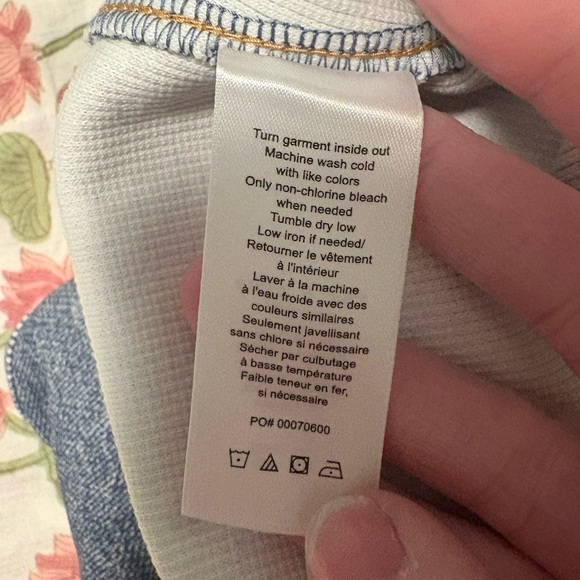 Turn garment inside out
Machine wash cold
with like colors
Only non-chlorine bleach
when needed
Tumble dry low
Low iron if needed/
Retourner le vêtement
à l'intérieur
Laver à la machine
à l'eau froide avec des
couleurs similaires
Seulement javellisant
sans chlore si nécessaire
Sécher par culbutage
à basse température
Faible teneur en fer,
si nécessaire
PO# 00070600